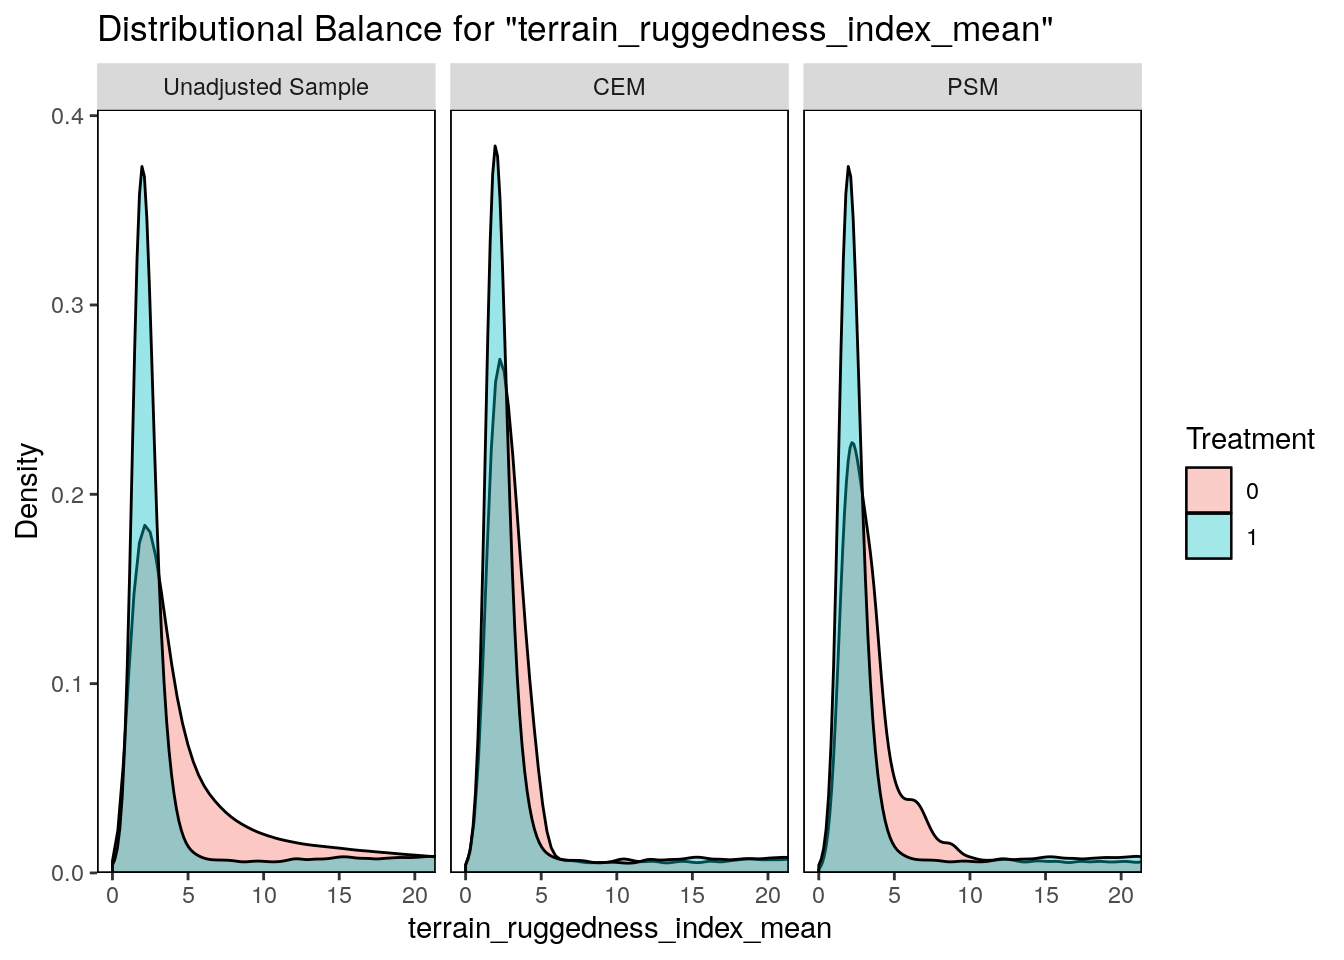 Distributional Balance for "terrain_ruggedness_index_mean"
Unadjusted Sample
CEM
PSM
0.4
0.3
0.2
0.1
0.0
Density
0 5 10 15 20
0 5 10 15 20
0 5 10 15 20
terrain_ruggedness_index_mean
Treatment
0
1